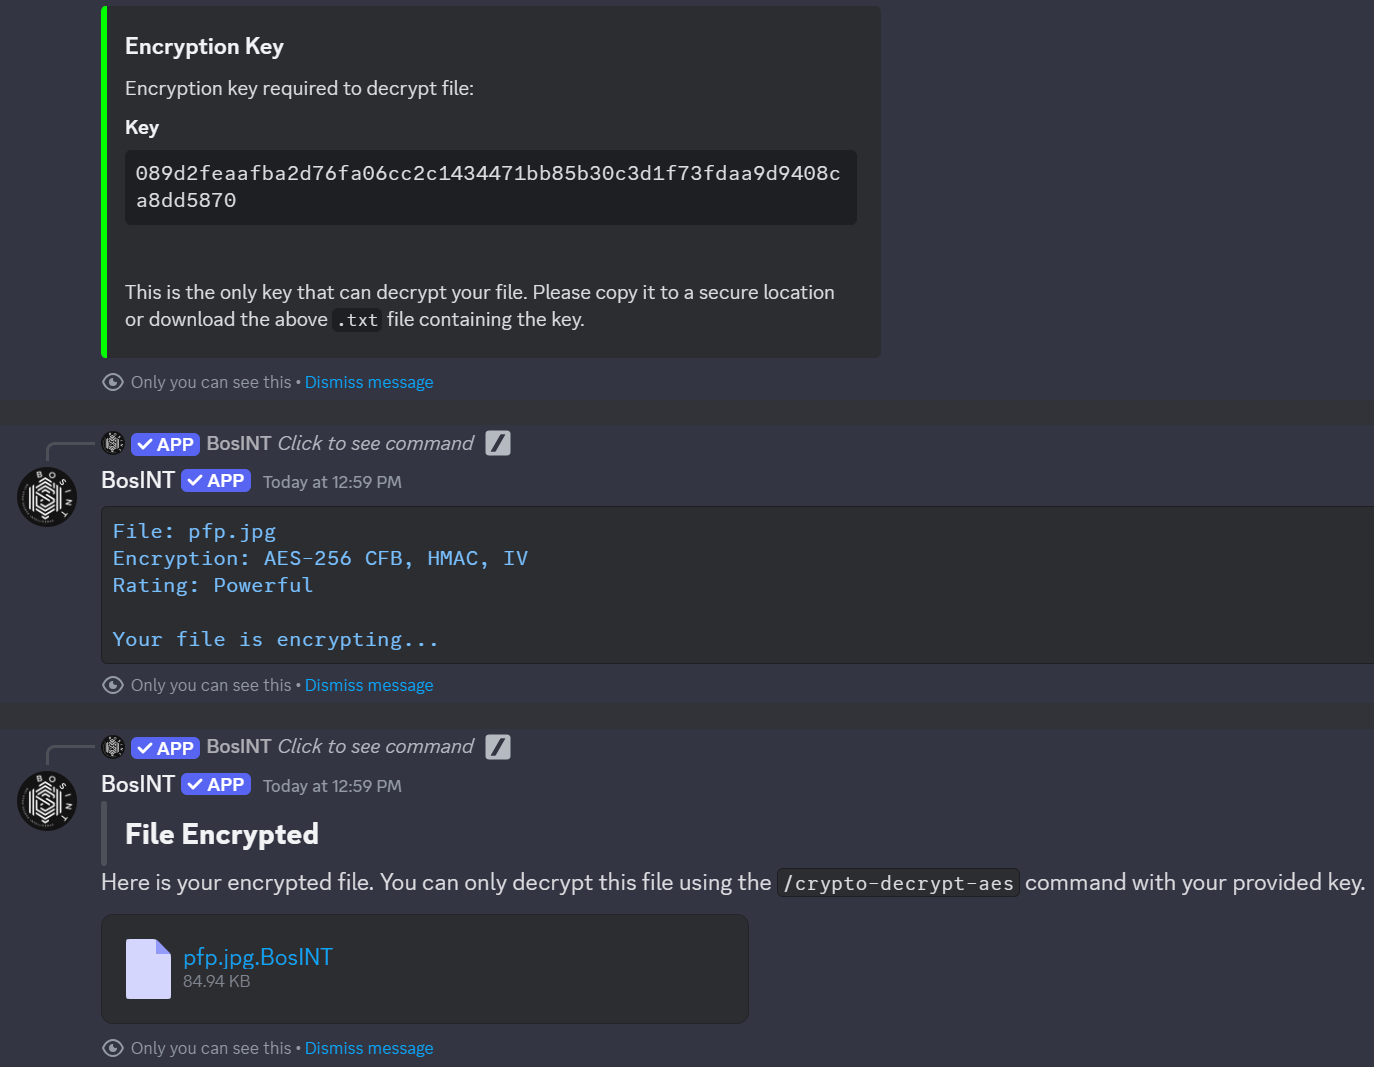 Encryption Key
Encryption key required to decrypt file:
Key
089d2feaafba2d76fa06cc2c1434471bb85b30c3d1f73fdaa9d9408c
a8dd5870
This is the only key that can decrypt your file. Please copy it to a secure location
or download the above .txt file containing the key.
Only you can see this • Dismiss message
APP BosINT Click to see command
BosINT APP Today at 12:59 PM
File: pfp.jpg
Encryption: AES-256 CFB, HMAC, IV
Rating: Powerful
Your file is encrypting...
Only you can see this • Dismiss message
APP BosINT Click to see command
BosINT APP Today at 12:59 PM
File Encrypted
Here is your encrypted file. You can only decrypt this file using the /crypto-decrypt-aes command with your provided key.
pfp.jpg.BosINT
84.94 KB
Only you can see this • Dismiss message